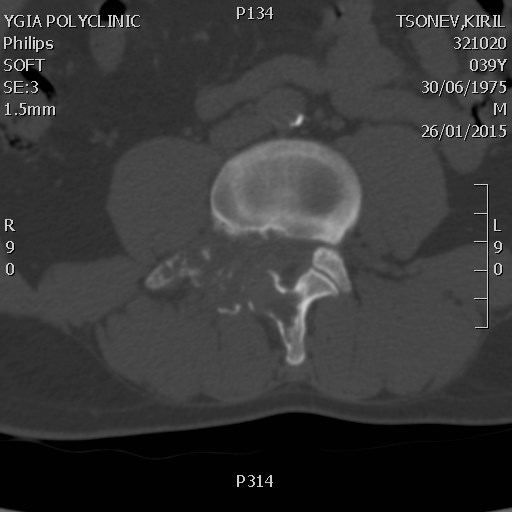 YGIA POLYCLINIC
Philips
SOFT
SE:3
1.5mm
P134
TSONEV,KIRIL
321020
039Y
30/06/1975
M
26/01/2015
R
9
0
L
9
0
P314